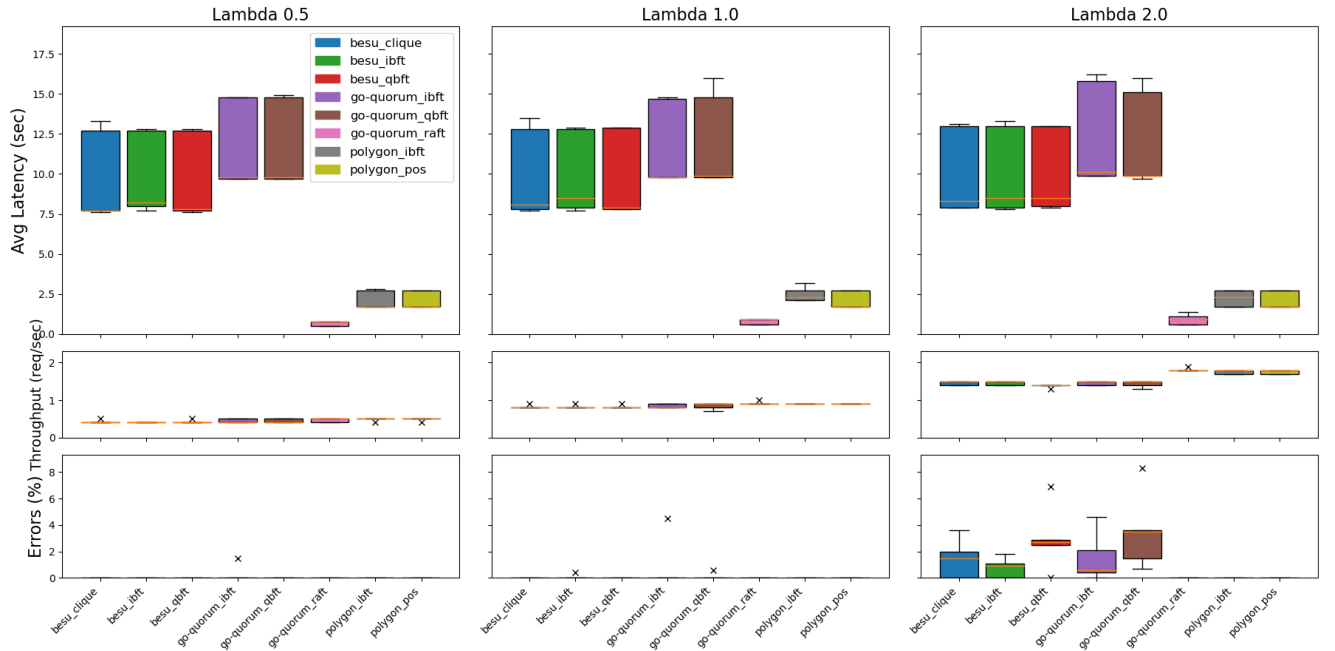 Lambda 0.5
Lambda 1.0
Lambda 2.0
Avg Latency (sec)
17.5
15.0
12.5
10.0
7.5
5.0
2.5
0.0
besu_clique
besu_ibft
besu_qbft
go-quorum_ibft
go-quorum_qbft
go-quorum_raft
polygon_ibft
polygon_pos
Throughput (req/sec)
2
1
0
Errors (%)
8
6
4
2
0
besu_clique
besu_ibft
besu_qbft
go-quorum_ibft
go-quorum_qbft
go-quorum_raft
polygon_ibft
polygon_pos
besu_clique
besu_ibft
besu_qbft
go-quorum_ibft
go-quorum_qbft
go-quorum_raft
polygon_ibft
polygon_pos
besu_clique
besu_ibft
besu_qbft
go-quorum_ibft
go-quorum_qbft
go-quorum_raft
polygon_ibft
polygon_pos